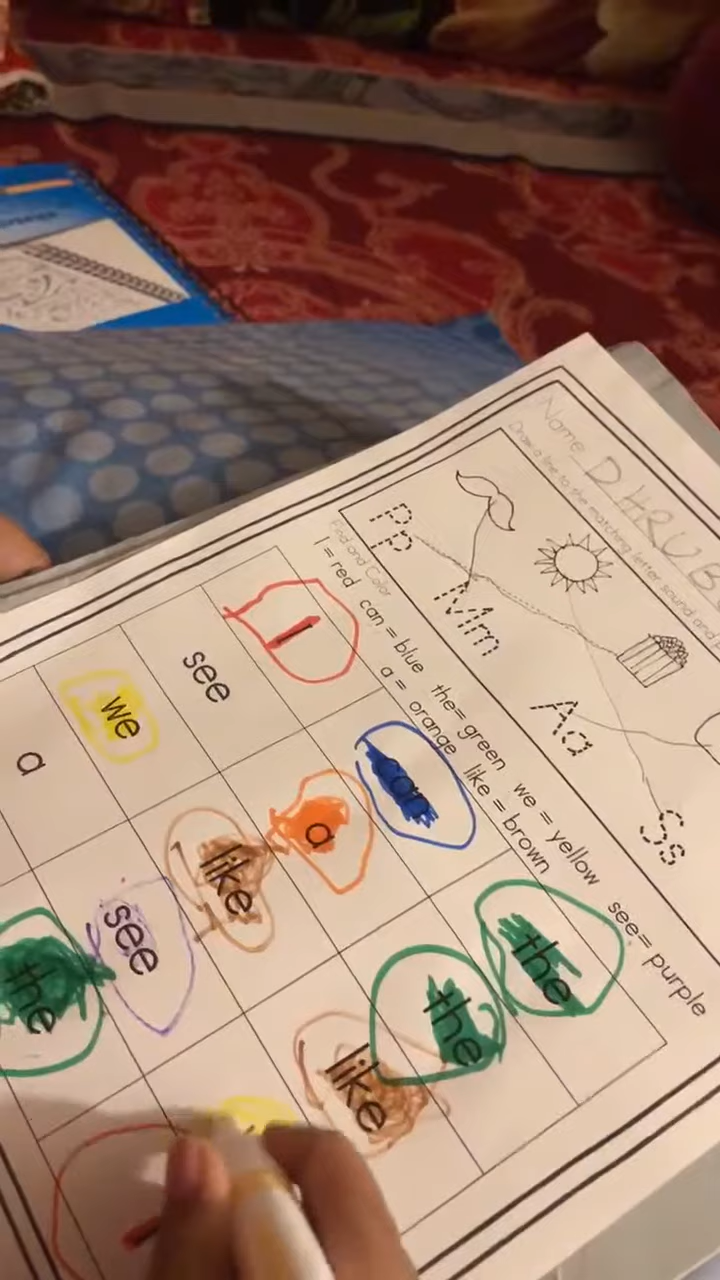 Name DHRUB
Draw a line to the matching letter sound and
Pp Mm Aa Ss
Find and Color
I = red can = blue the= green we = yellow see= purple
a = orange like = brown
I can the
see a the
we like like
a see
the I